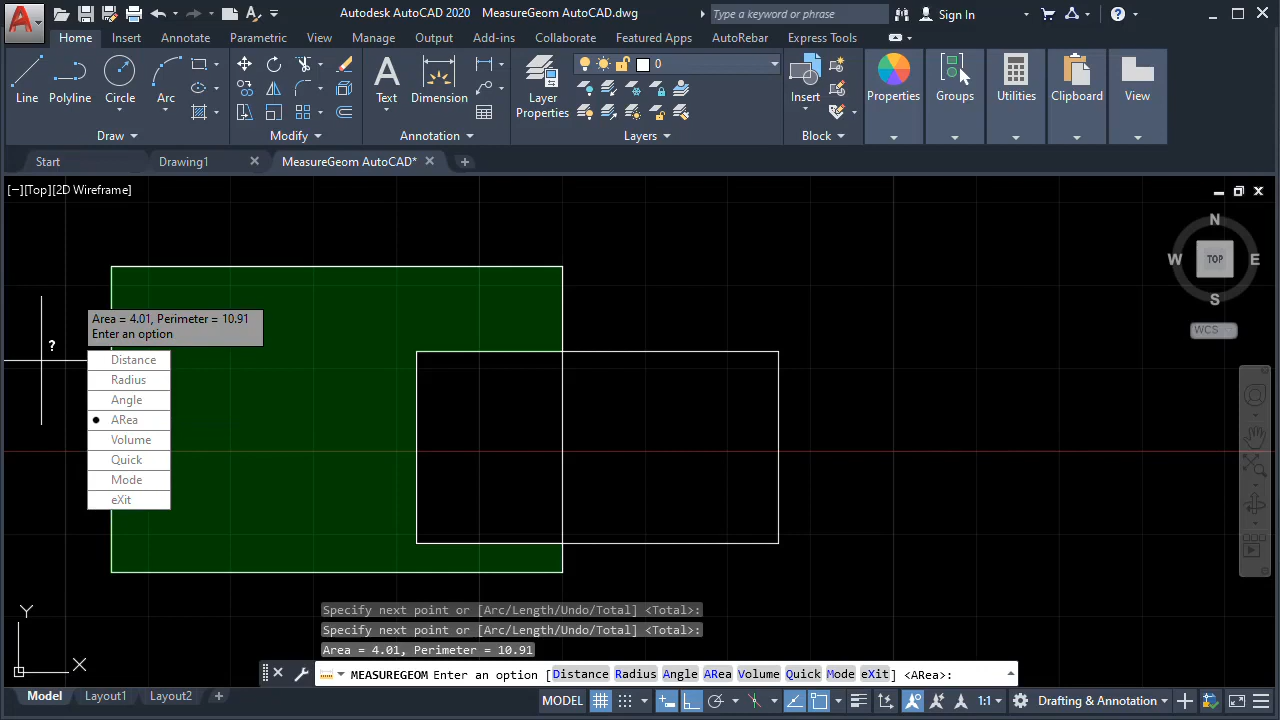 Autodesk AutoCAD 2020 MeasureGeom AutoCAD.dwg
Type a keyword or phrase
Sign In
Home Insert Annotate Parametric View Manage Output Add-ins Collaborate Featured Apps AutoRebar Express Tools
Line Polyline Circle Arc
Text Dimension
Layer Properties
0
Insert
Properties Groups Utilities Clipboard View
Draw Modify Annotation Layers Block
Start Drawing1 MeasureGeom AutoCAD*
[−][Top][2D Wireframe]
N
W TOP E
S
WCS
Area = 4.01, Perimeter = 10.91
Enter an option
?
Distance
Radius
Angle
ARea
Volume
Quick
Mode
eXit
Y
X
Specify next point or [Arc/Length/Undo/Total] <Total>:
Specify next point or [Arc/Length/Undo/Total] <Total>:
Area = 4.01, Perimeter = 10.91
MEASUREGEOM Enter an option [Distance Radius Angle ARea Volume Quick Mode eXit] <ARea>:
Model Layout1 Layout2
MODEL 1:1 Drafting & Annotation